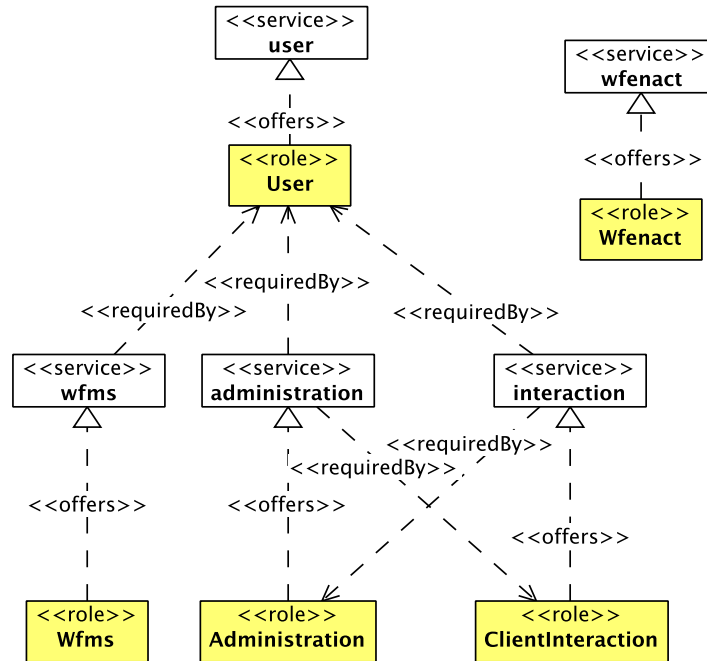 <<service>>
user
<<service>>
wfenact
<<offers>>
<<offers>>
<<role>>
User
<<role>>
Wfenact
<<requiredBy>>
<<requiredBy>>
<<requiredBy>>
<<service>>
wfms
<<service>>
administration
<<service>>
interaction
<<requiredBy>>
<<requiredBy>>
<<offers>>
<<offers>>
<<offers>>
<<role>>
Wfms
<<role>>
Administration
<<role>>
ClientInteraction